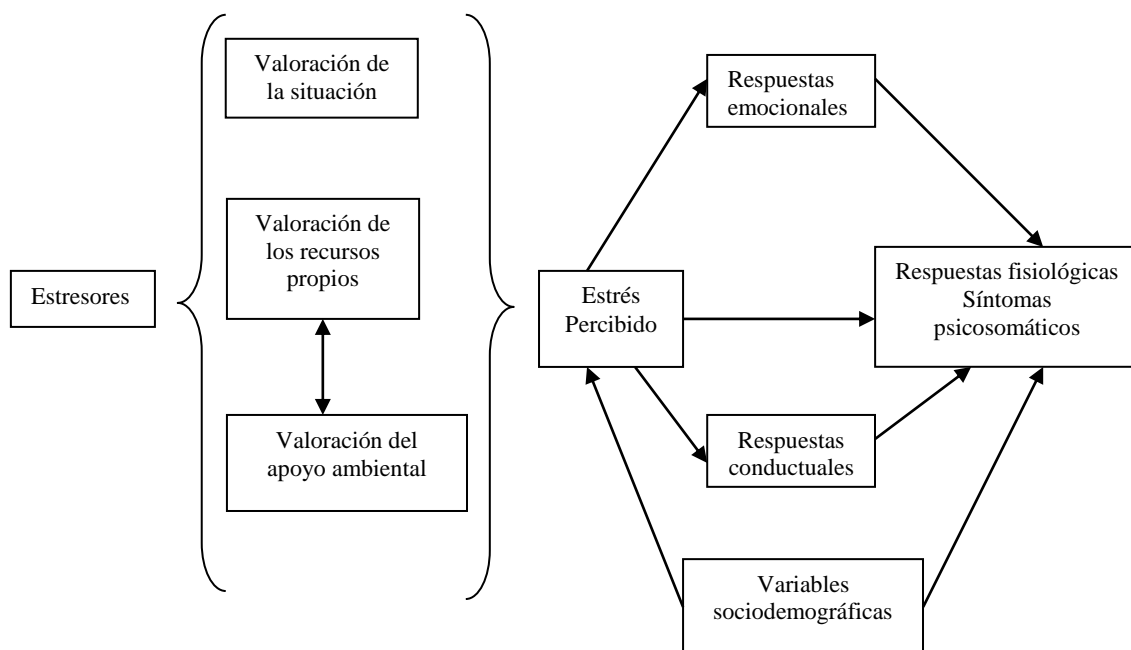 Estresores
Valoración de
la situación
Valoración de
los recursos
propios
Valoración del
apoyo ambiental
Estrés
Percibido
Respuestas
emocionales
Respuestas
conductuales
Variables
sociodemográficas
Respuestas fisiológicas
Síntomas
psicosomáticos